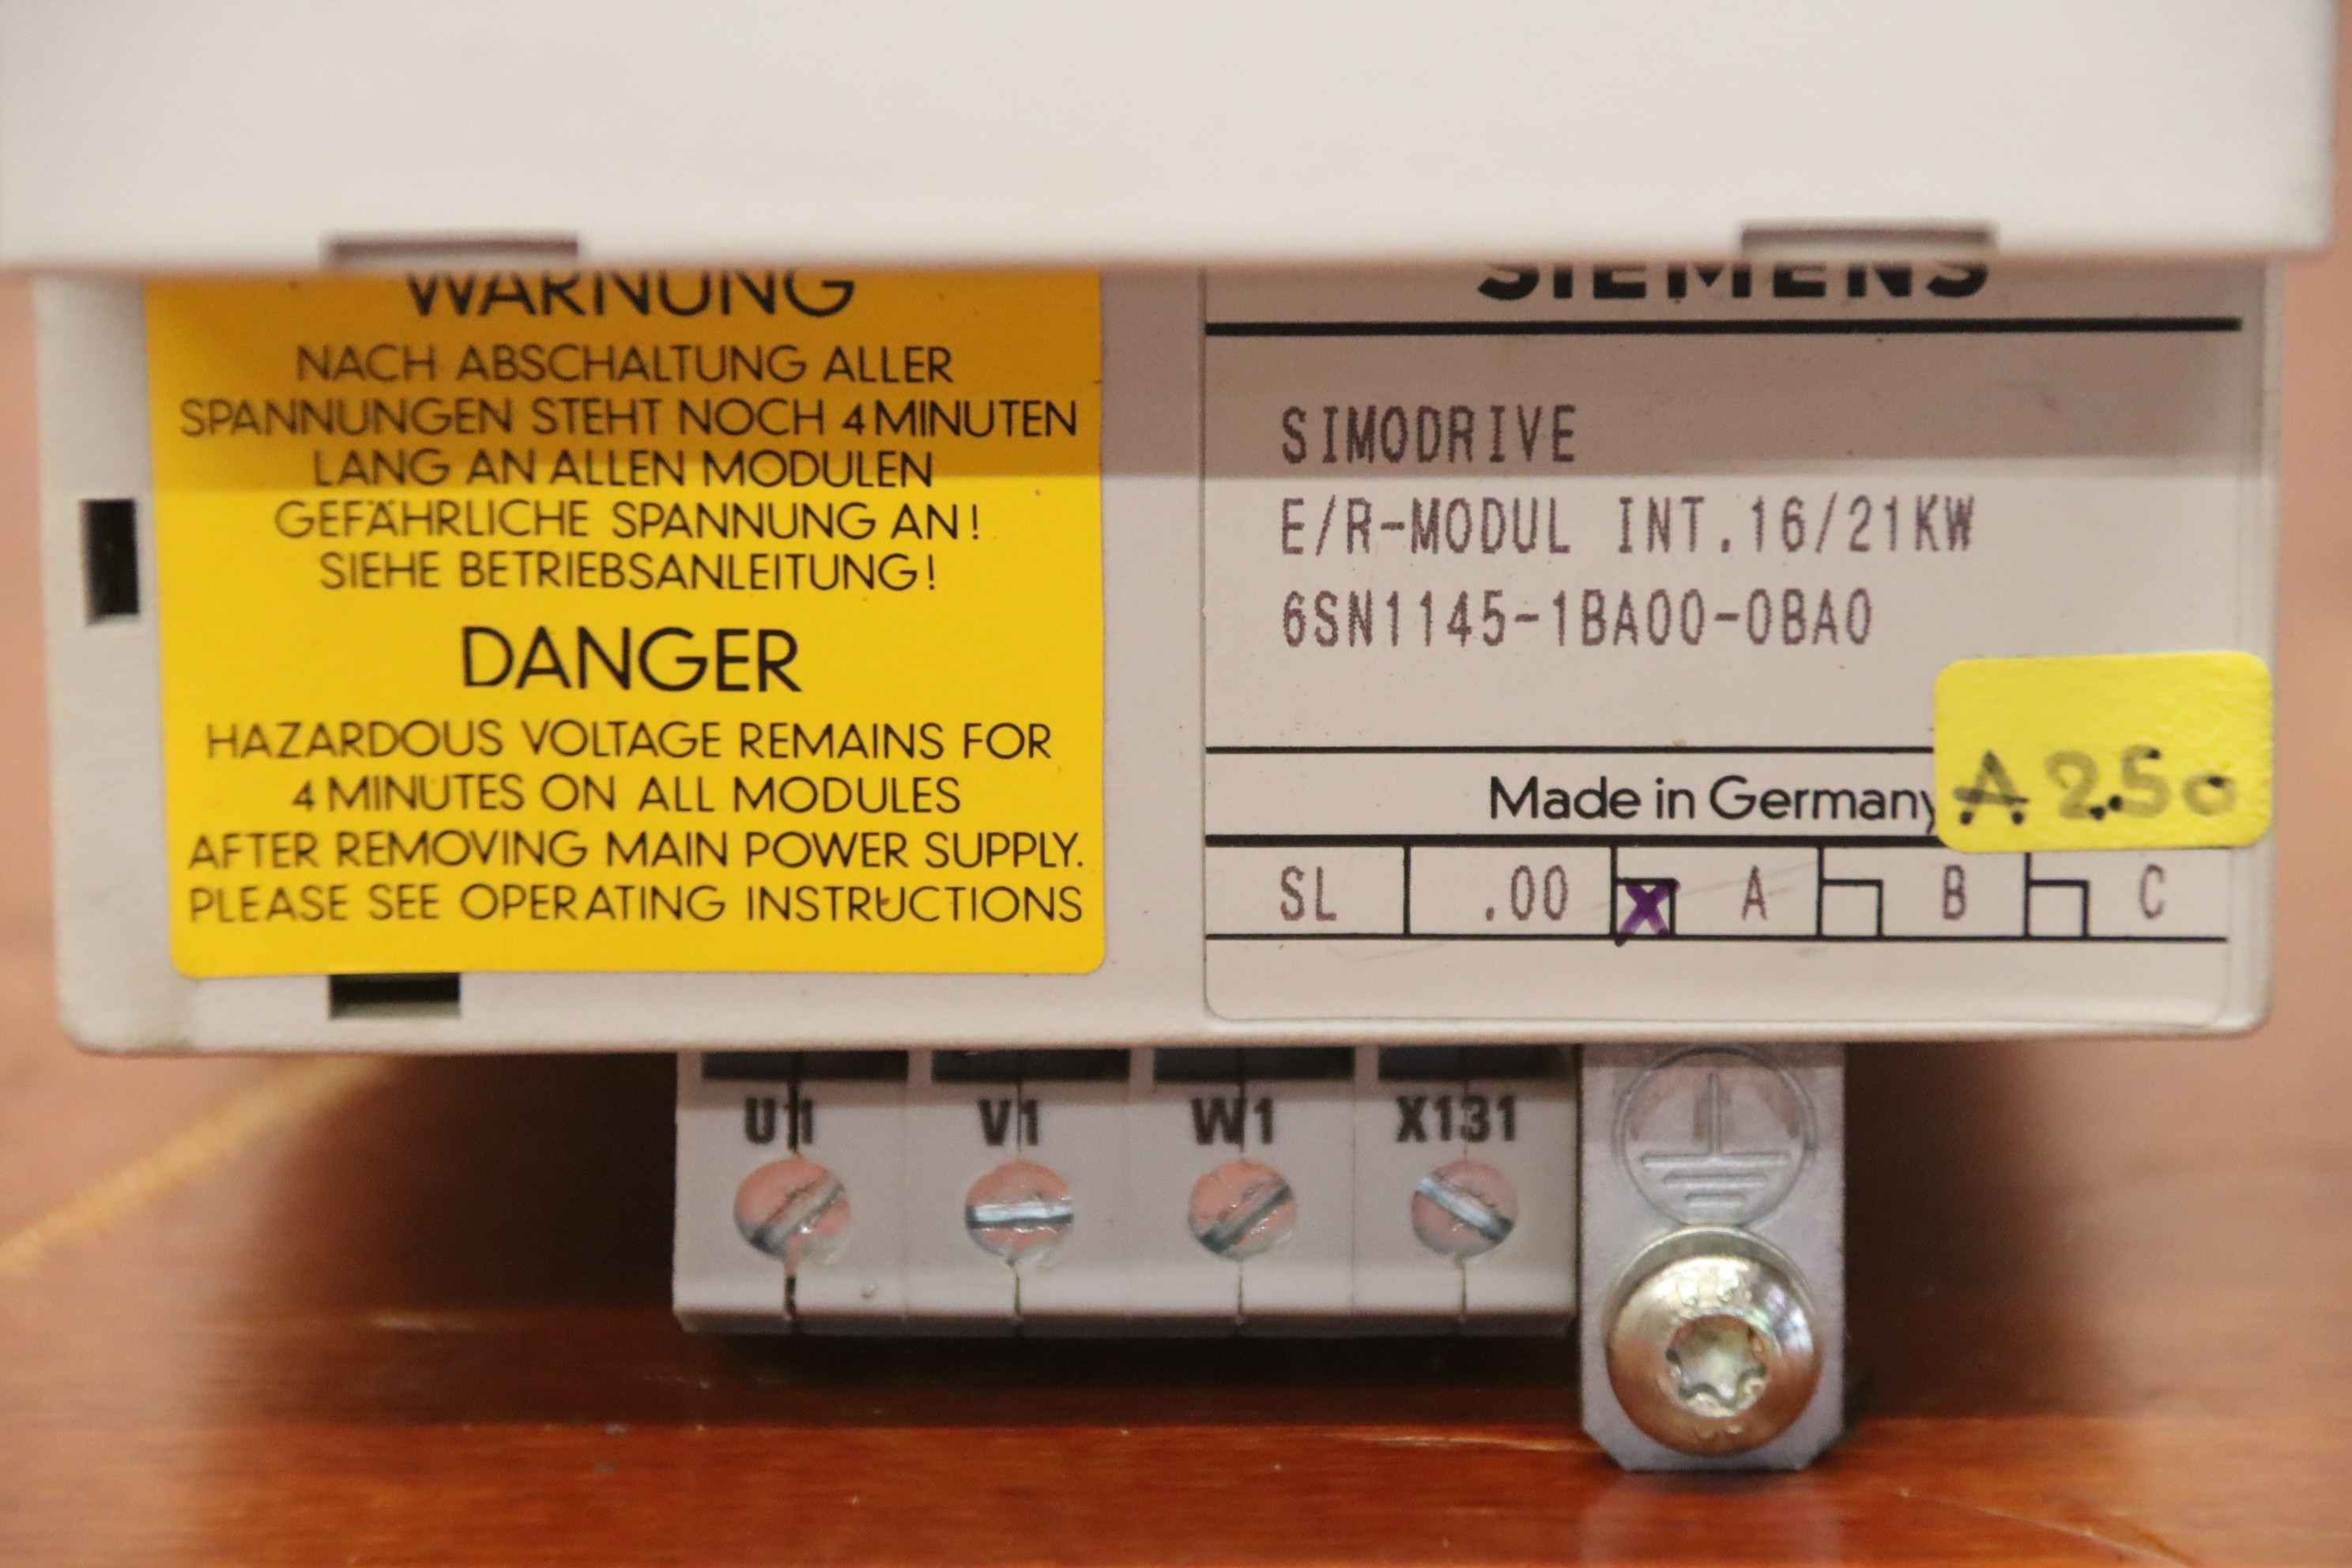 WARNUNG
NACH ABSCHALTUNG ALLER
SPANNUNGEN STEHT NOCH 4 MINUTEN
LANG AN ALLEN MODULEN
GEFÄHRLICHE SPANNUNG AN!
SIEHE BETRIEBSANLEITUNG!
DANGER
HAZARDOUS VOLTAGE REMAINS FOR
4 MINUTES ON ALL MODULES
AFTER REMOVING MAIN POWER SUPPLY.
PLEASE SEE OPERATING INSTRUCTIONS
SIEMENS
SIMODRIVE
E/R-MODUL INT.16/21KW
6SN1145-1BA00-0BA0
Made in Germany
A 2.50
SL .00 X A B C
U1 V1 W1 X131